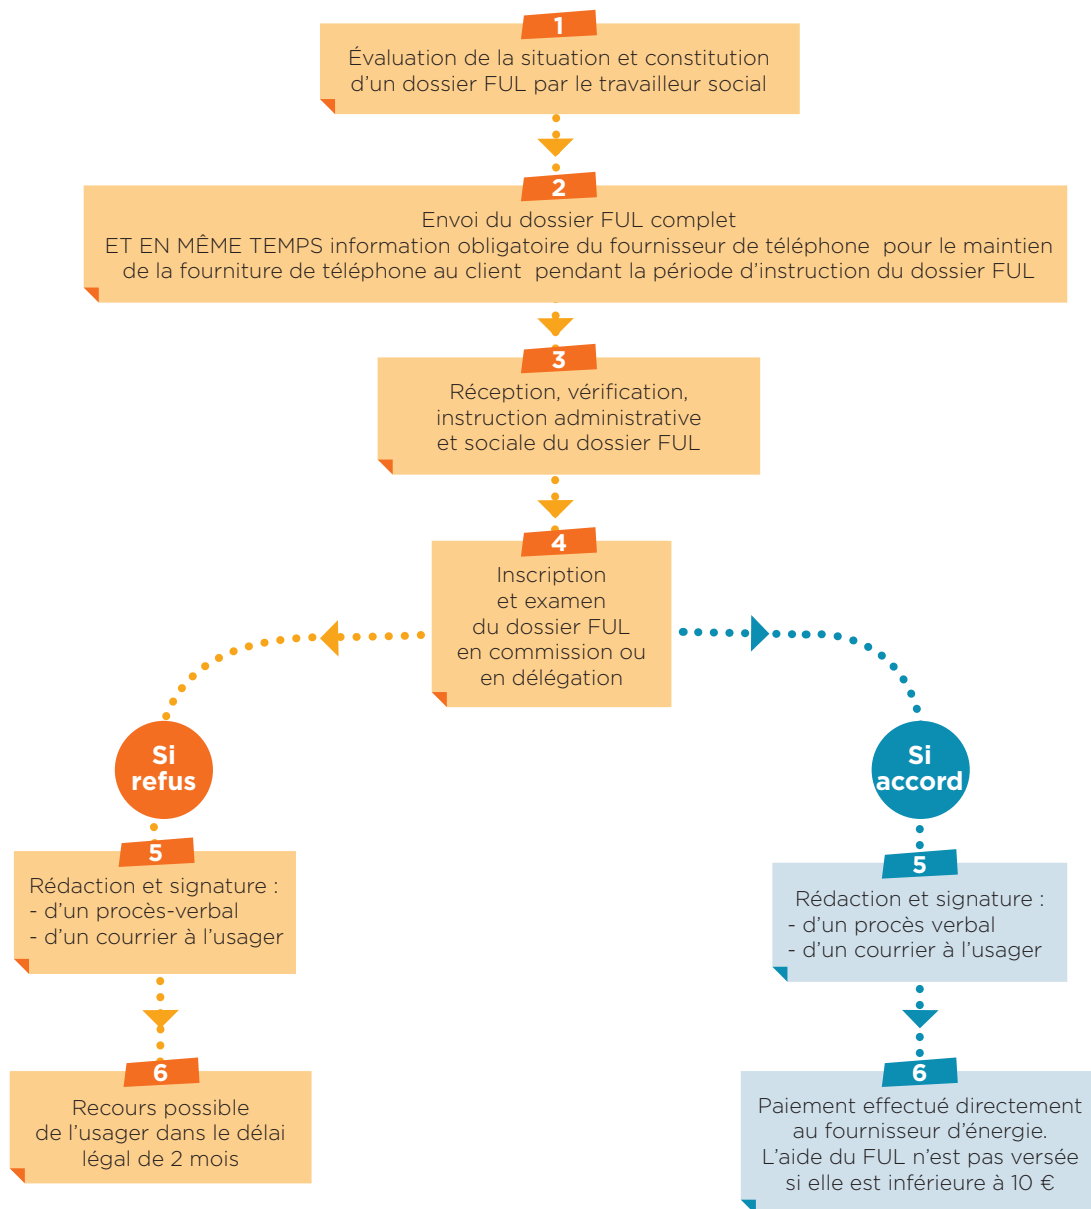 1
Évaluation de la situation et constitution
d’un dossier FUL par le travailleur social
2
Envoi du dossier FUL complet
ET EN MÊME TEMPS information obligatoire du fournisseur de téléphone pour le maintien
de la fourniture de téléphone au client pendant la période d’instruction du dossier FUL
3
Réception, vérification,
instruction administrative
et sociale du dossier FUL
4
Inscription
et examen
du dossier FUL
en commission ou
en délégation
Si
refus
5
Rédaction et signature :
- d’un procès-verbal
- d’un courrier à l’usager
6
Recours possible
de l’usager dans le délai
légal de 2 mois
Si
accord
5
Rédaction et signature :
- d’un procès verbal
- d’un courrier à l’usager
6
Paiement effectué directement
au fournisseur d’énergie.
L’aide du FUL n’est pas versée
si elle est inférieure à 10 €